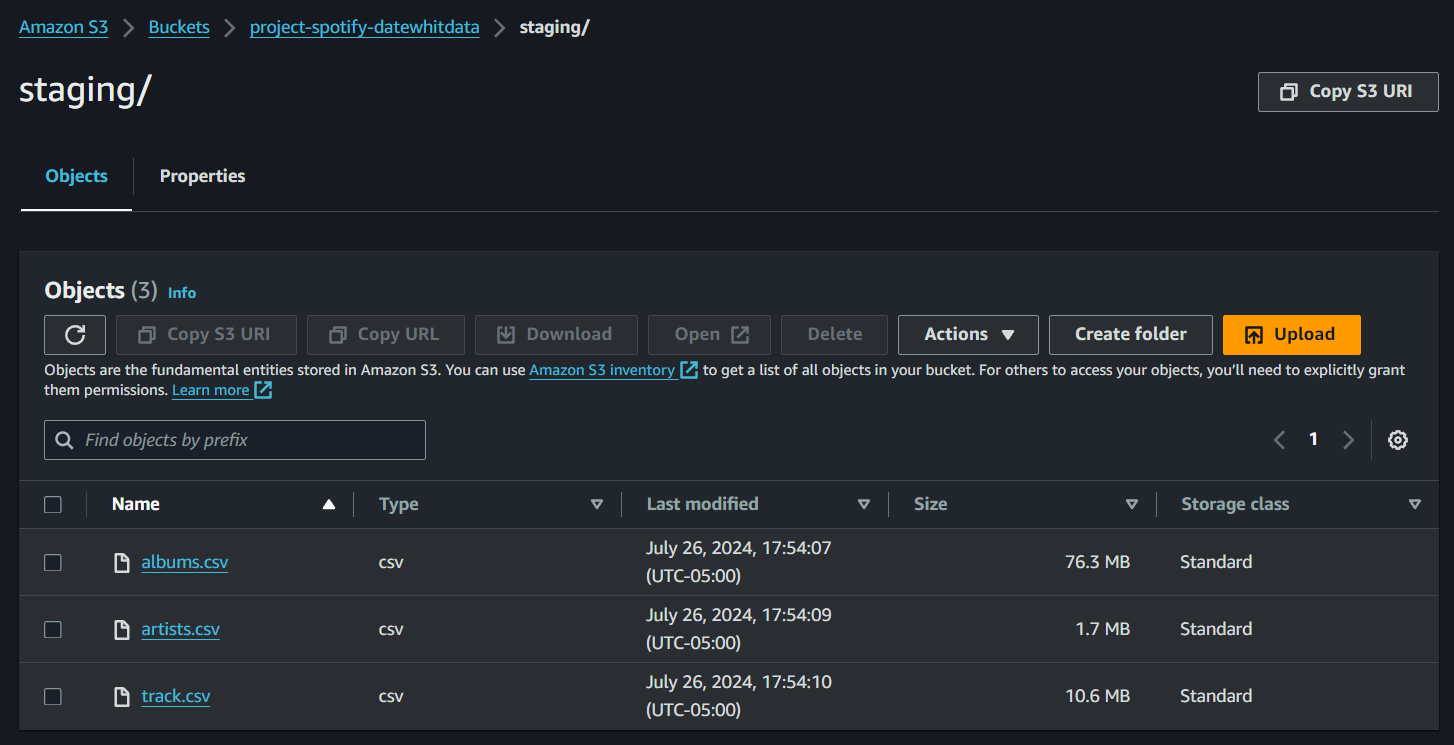 Amazon S3 > Buckets > project-spotify-datewhitdata > staging/
staging/
Copy S3 URI
Objects
Properties
Objects (3) Info
Copy S3 URI
Copy URL
Download
Open
Delete
Actions
Create folder
Upload
Objects are the fundamental entities stored in Amazon S3. You can use Amazon S3 inventory to get a list of all objects in your bucket. For others to access your objects, you'll need to explicitly grant
them permissions. Learn more
Find objects by prefix
1
Name Type Last modified Size Storage class
albums.csv csv July 26, 2024, 17:54:07 (UTC-05:00) 76.3 MB Standard
artists.csv csv July 26, 2024, 17:54:09 (UTC-05:00) 1.7 MB Standard
track.csv csv July 26, 2024, 17:54:10 (UTC-05:00) 10.6 MB Standard